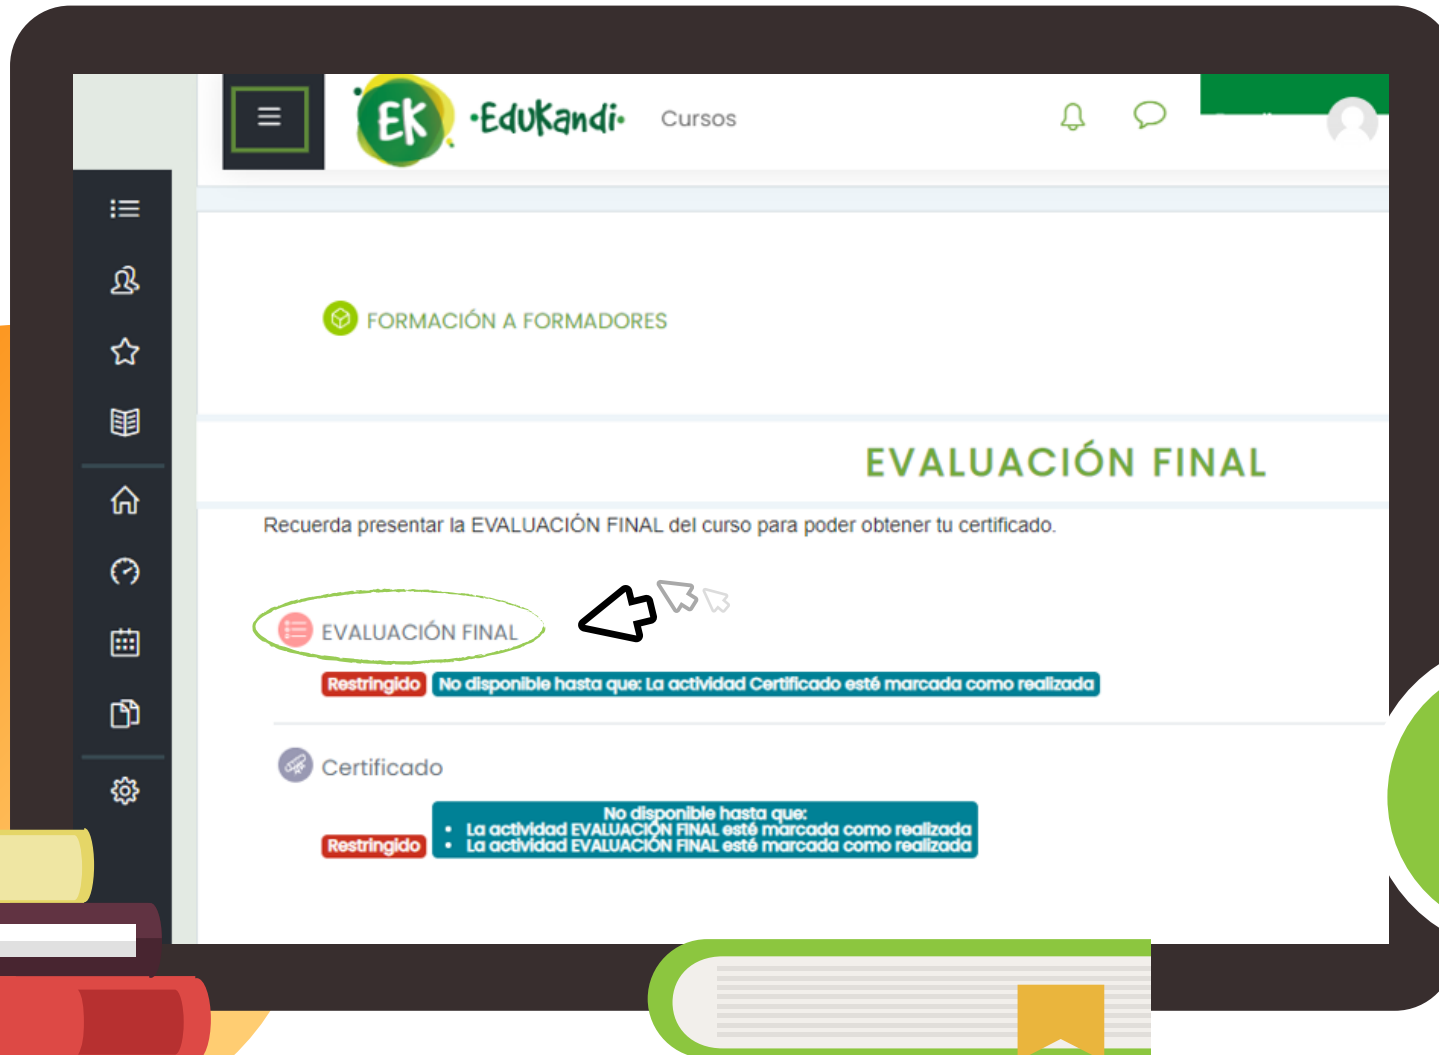 EK
·EduKandi·
Cursos
FORMACIÓN A FORMADORES
EVALUACIÓN FINAL
Recuerda presentar la EVALUACIÓN FINAL del curso para poder obtener tu certificado.
EVALUACIÓN FINAL
Restringido No disponible hasta que: La actividad Certificado esté marcada como realizada
Certificado
No disponible hasta que:
• La actividad EVALUACIÓN FINAL esté marcada como realizada
Restringido • La actividad EVALUACIÓN FINAL esté marcada como realizada